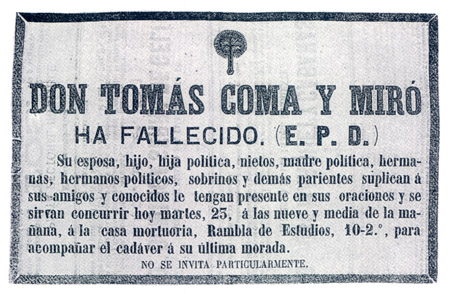 DON TOMÁS COMA Y MIRÓ
HA FALLECIDO. (E. P. D.)
Su esposa, hijo, hija política, nietos, madre política, herma-
nas, hermanos políticos, sobrinos y demás parientes suplican á
sus amigos y conocidos le tengan presente en sus oraciones y se
sirvan concurrir hoy martes, 25, á las nueve y media de la ma-
ñana, á la casa mortuoria, Rambla de Estudios, 10-2.º, para
acompañar el cadáver á su última morada.
NO SE INVITA PARTICULARMENTE.